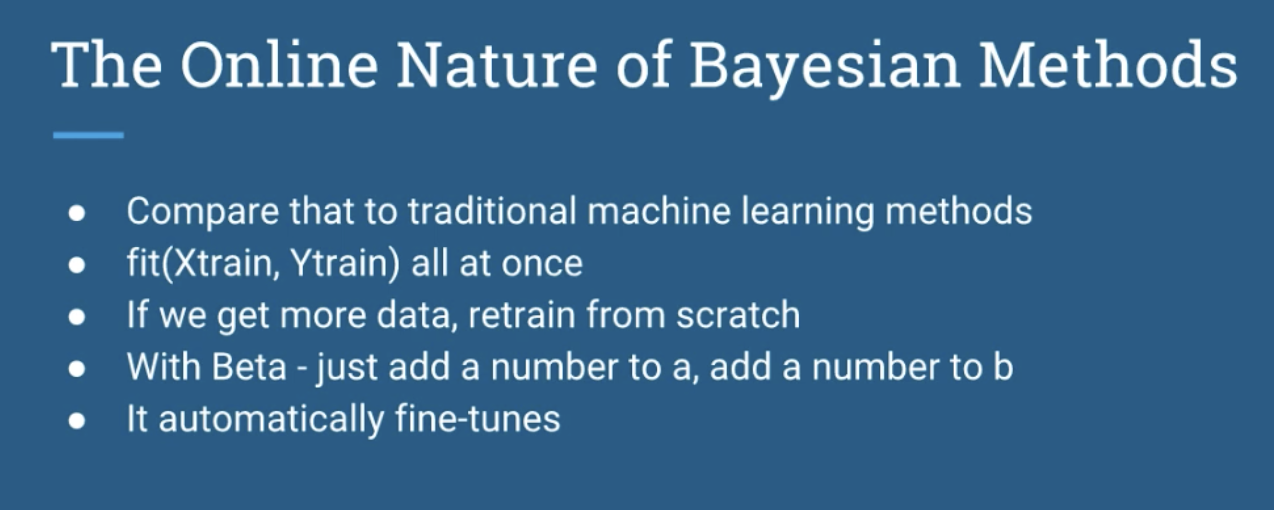 The Online Nature of Bayesian Methods
● Compare that to traditional machine learning methods
● fit(Xtrain, Ytrain) all at once
● If we get more data, retrain from scratch
● With Beta - just add a number to a, add a number to b
● It automatically fine-tunes